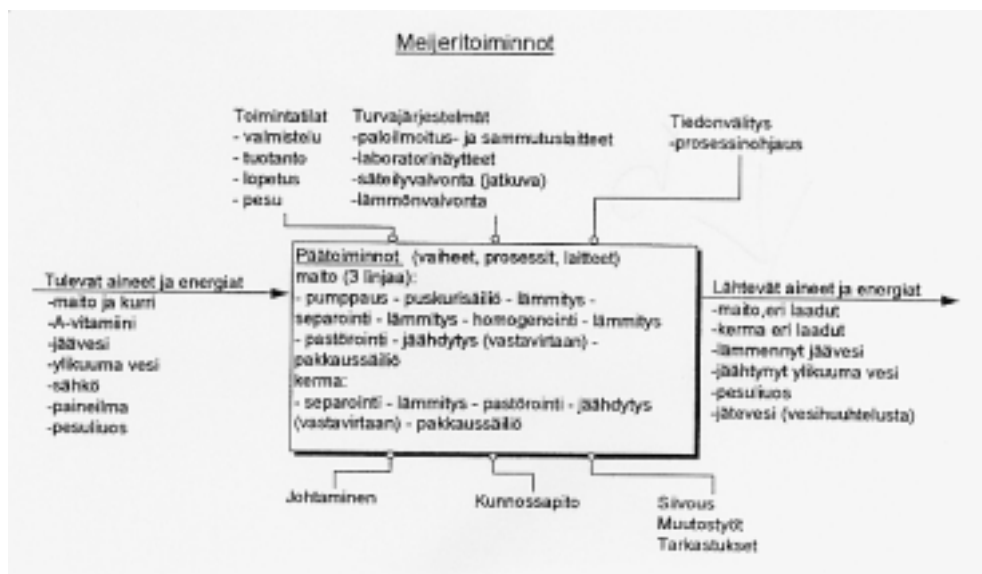 Meijeritoiminnot
Toimintatilat
- valmistelu
- tuotanto
- lopetus
- pesu
Turvajärjestelmät
-paloilmoitus- ja sammutuslaitteet
-laboratorinäytteet
-säteilyvalvonta (jatkuva)
-lämmönvalvonta
Tiedonvälitys
-prosessinohjaus
Tulevat aineet ja energiat
-maito ja kurri
-A-vitamiini
-jäävesi
-ylikuuma vesi
-sähkö
-paineilma
-pesuliuos
Päätoiminnot (vaiheet, prosessit, laitteet)
maito (3 linjaa):
- pumppaus - puskurisäiliö - lämmitys -
separointi - lämmitys - homogenointi - lämmitys
- pastörointi - jäähdytys (vastavirtaan) -
pakkaussäiliö
kerma:
- separointi - lämmitys - pastörointi - jäähdytys
(vastavirtaan) - pakkaussäiliö
Lähtevät aineet ja energiat
-maito,eri laadut
-kerma eri laadut
-lämmennyt jäävesi
-jäähtynyt ylikuuma vesi
-pesuliuos
-jätevesi (vesihuuhtelusta)
Johtaminen
Kunnossapito
Siivous
Muutostyöt
Tarkastukset